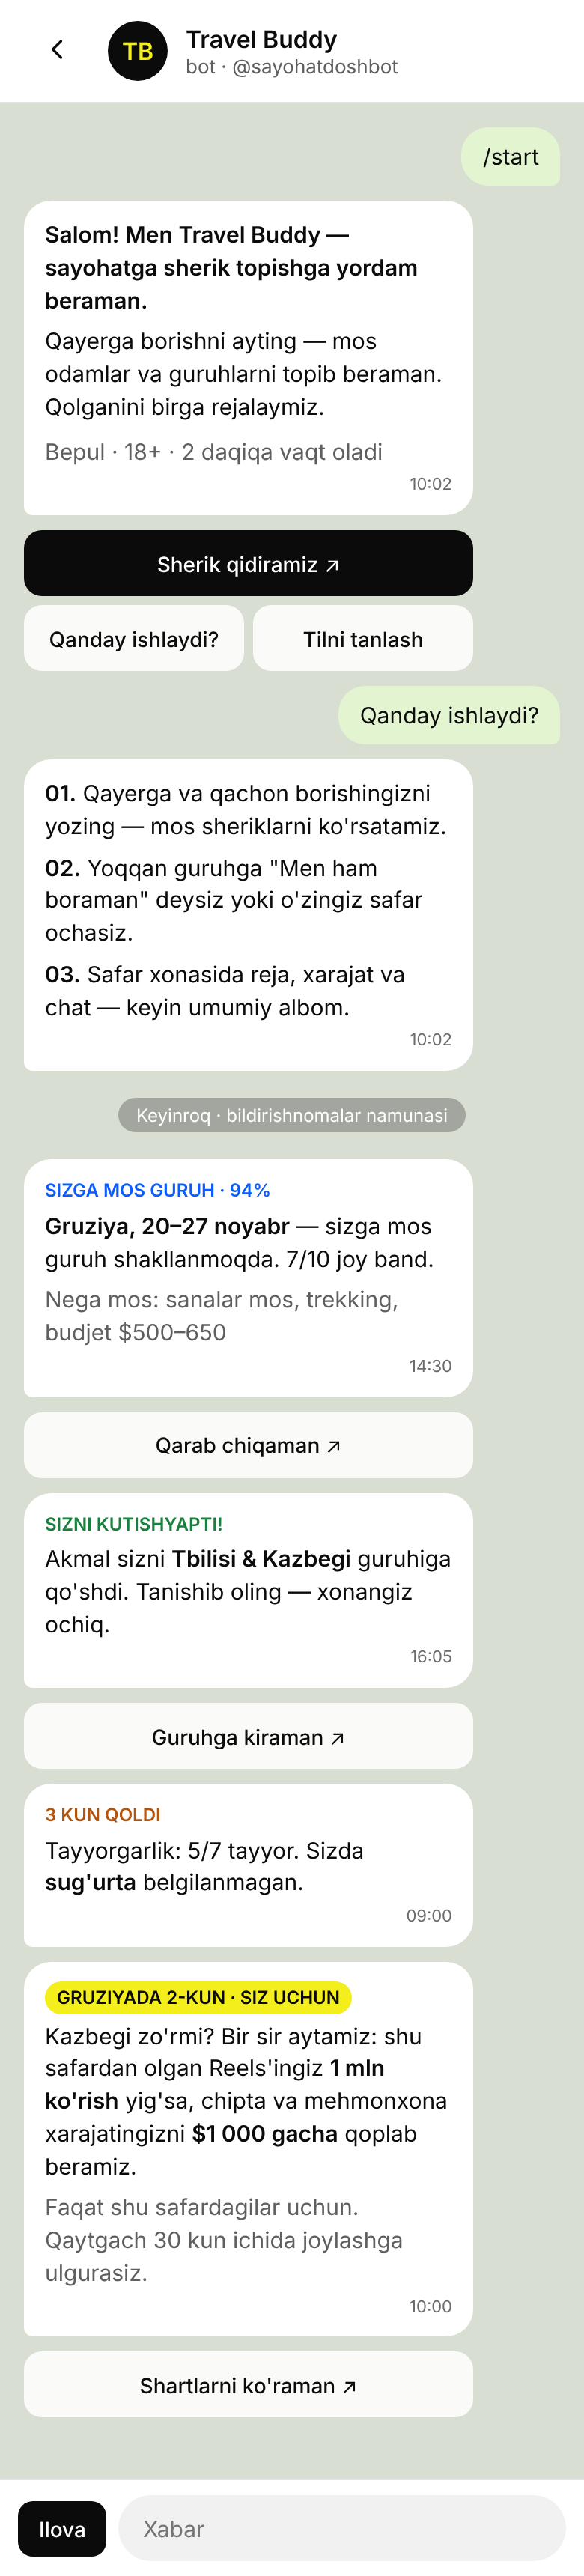 TB
Travel Buddy
bot · @sayohatdoshbot
/start
Salom! Men Travel Buddy —
sayohatga sherik topishga yordam
beraman.
Qayerga borishni ayting — mos
odamlar va guruhlarni topib beraman.
Qolganini birga rejalaymiz.
Bepul · 18+ · 2 daqiqa vaqt oladi
10:02
Sherik qidiramiz ↗
Qanday ishlaydi?
Tilni tanlash
Qanday ishlaydi?
01. Qayerga va qachon borishingizni
yozing — mos sheriklarni ko'rsatamiz.
02. Yoqqan guruhga "Men ham
boraman" deysiz yoki o'zingiz safar
ochasiz.
03. Safar xonasida reja, xarajat va
chat — keyin umumiy albom.
10:02
Keyinroq · bildirishnomalar namunasi
SIZGA MOS GURUH · 94%
Gruziya, 20–27 noyabr — sizga mos
guruh shakllanmoqda. 7/10 joy band.
Nega mos: sanalar mos, trekking,
budjet $500–650
14:30
Qarab chiqaman ↗
SIZNI KUTISHYAPTI!
Akmal sizni Tbilisi & Kazbegi guruhiga
qo'shdi. Tanishib oling — xonangiz
ochiq.
16:05
Guruhga kiraman ↗
3 KUN QOLDI
Tayyorgarlik: 5/7 tayyor. Sizda
sug'urta belgilanmagan.
09:00
GRUZIYADA 2-KUN · SIZ UCHUN
Kazbegi zo'rmi? Bir sir aytamiz: shu
safardan olgan Reels'ingiz 1 mln
ko'rish yig'sa, chipta va mehmonxona
xarajatingizni $1 000 gacha qoplab
beramiz.
Faqat shu safardagilar uchun.
Qaytgach 30 kun ichida joylashga
ulgurasiz.
10:00
Shartlarni ko'raman ↗
Ilova
Xabar